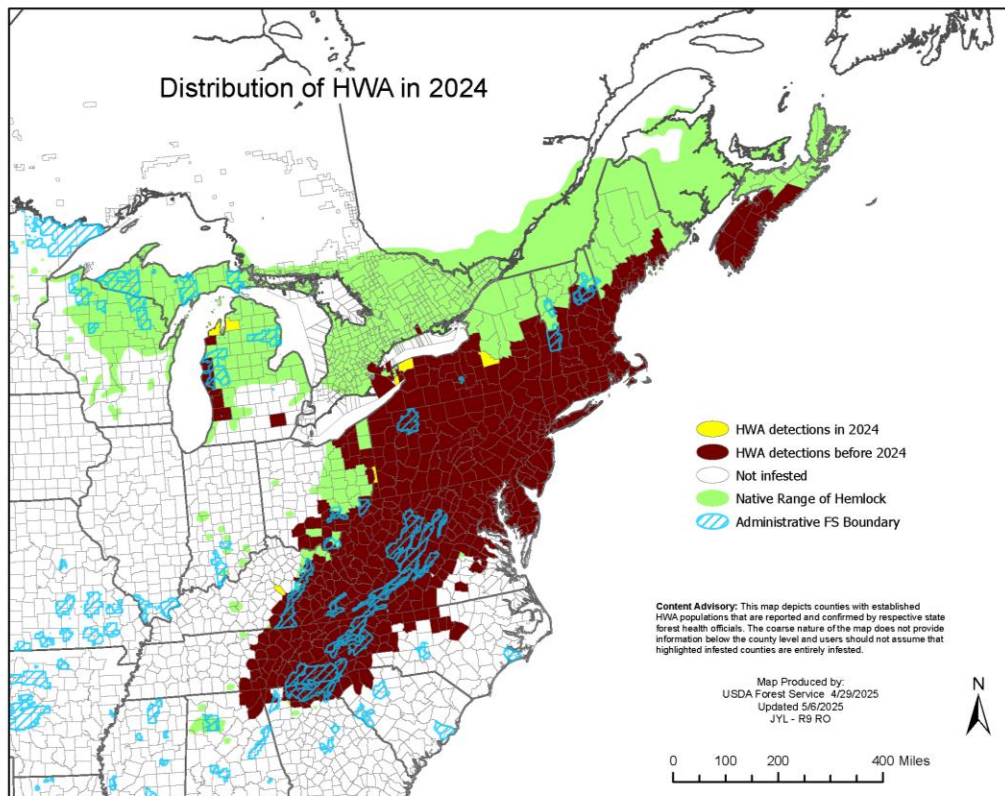 Distribution of HWA in 2024
HWA detections in 2024
HWA detections before 2024
Not infested
Native Range of Hemlock
Administrative FS Boundary
Content Advisory: This map depicts counties with established
HWA populations that are reported and confirmed by respective state
forest health officials. The coarse nature of the map does not provide
information below the county level and users should not assume that
highlighted infested counties are entirely infested.
Map Produced by:
USDA Forest Service 4/29/2025
Updated 5/6/2025
JYL - R9 RO
N
0 100 200 400 Miles